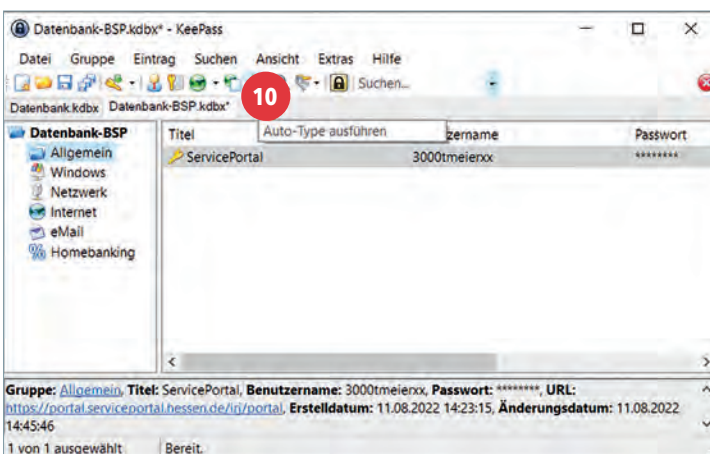 Datenbank-BSP.kdbx* - KeePass
Datei Gruppe Eintrag Suchen Ansicht Extras Hilfe
Suchen...
10
Datenbank.kdbx Datenbank-BSP.kdbx*
Auto-Type ausführen
Datenbank-BSP
Titel zername Passwort
Allgemein
ServicePortal 3000tmeierxx ********
Windows
Netzwerk
Internet
eMail
Homebanking
Gruppe: Allgemein, Titel: ServicePortal, Benutzername: 3000tmeierxx, Passwort: ********, URL:
https://portal.serviceportal.hessen.de/irj/portal, Erstelldatum: 11.08.2022 14:23:15, Änderungsdatum: 11.08.2022
14:45:46
1 von 1 ausgewählt Bereit.